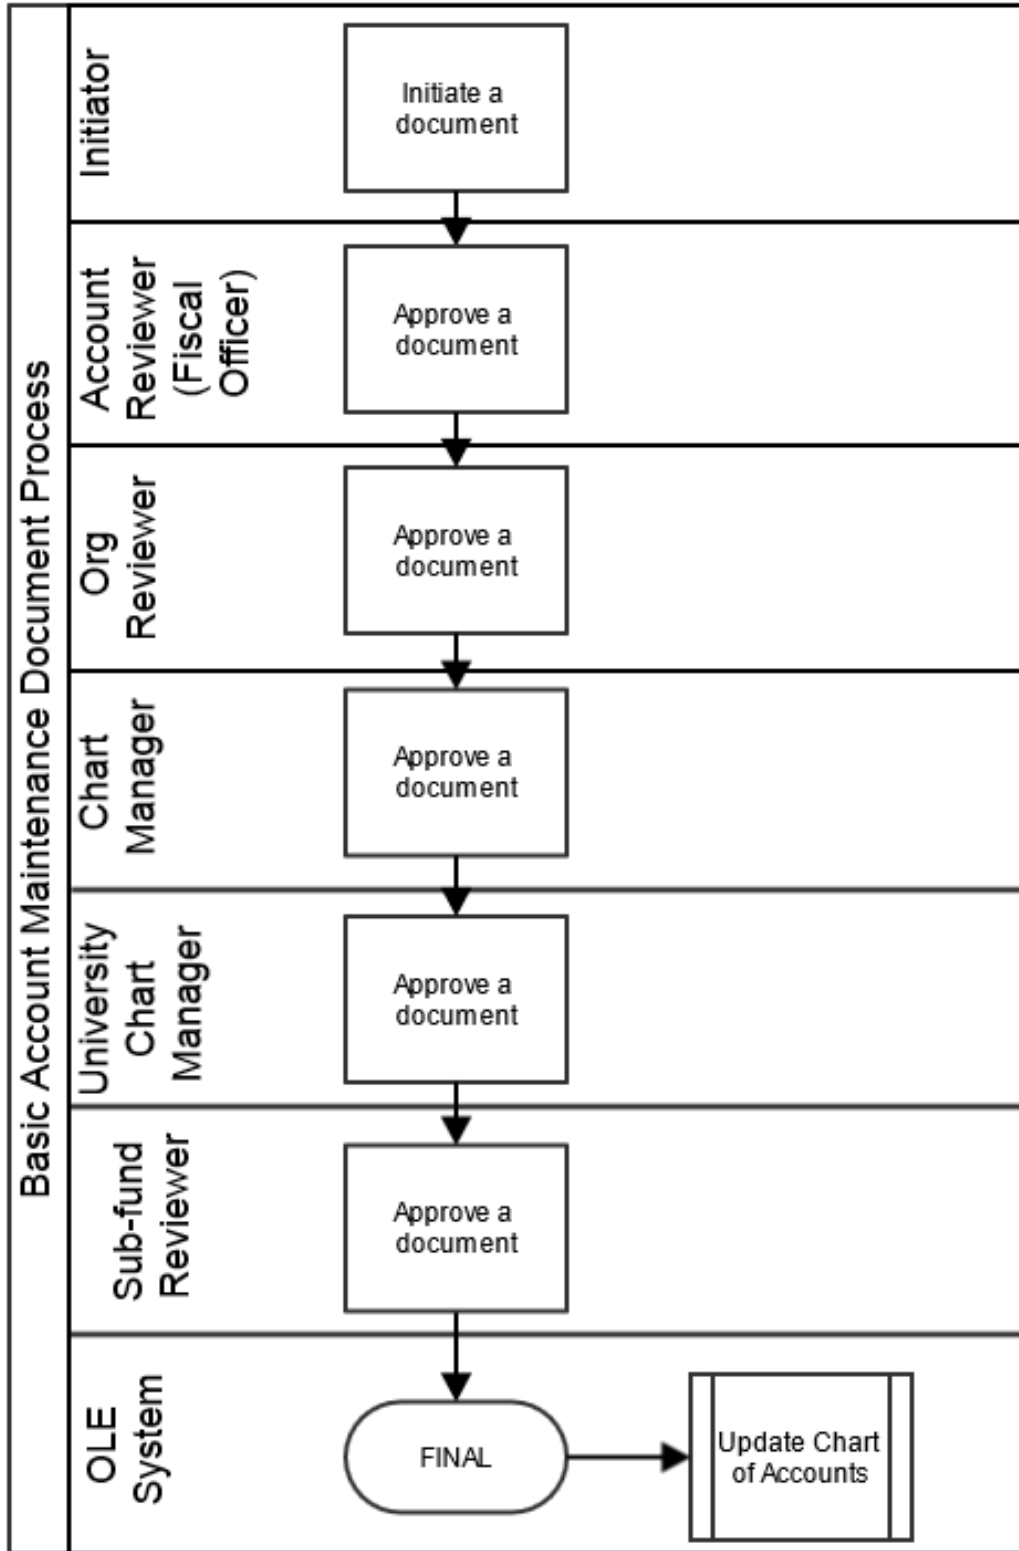 Basic Account Maintenance Document Process
Initiator
Initiate a
document
Account
Reviewer
(Fiscal
Officer)
Approve a
document
Org
Reviewer
Approve a
document
Chart
Manager
Approve a
document
University
Chart
Manager
Approve a
document
Sub-fund
Reviewer
Approve a
document
OLE
System
FINAL
Update Chart
of Accounts